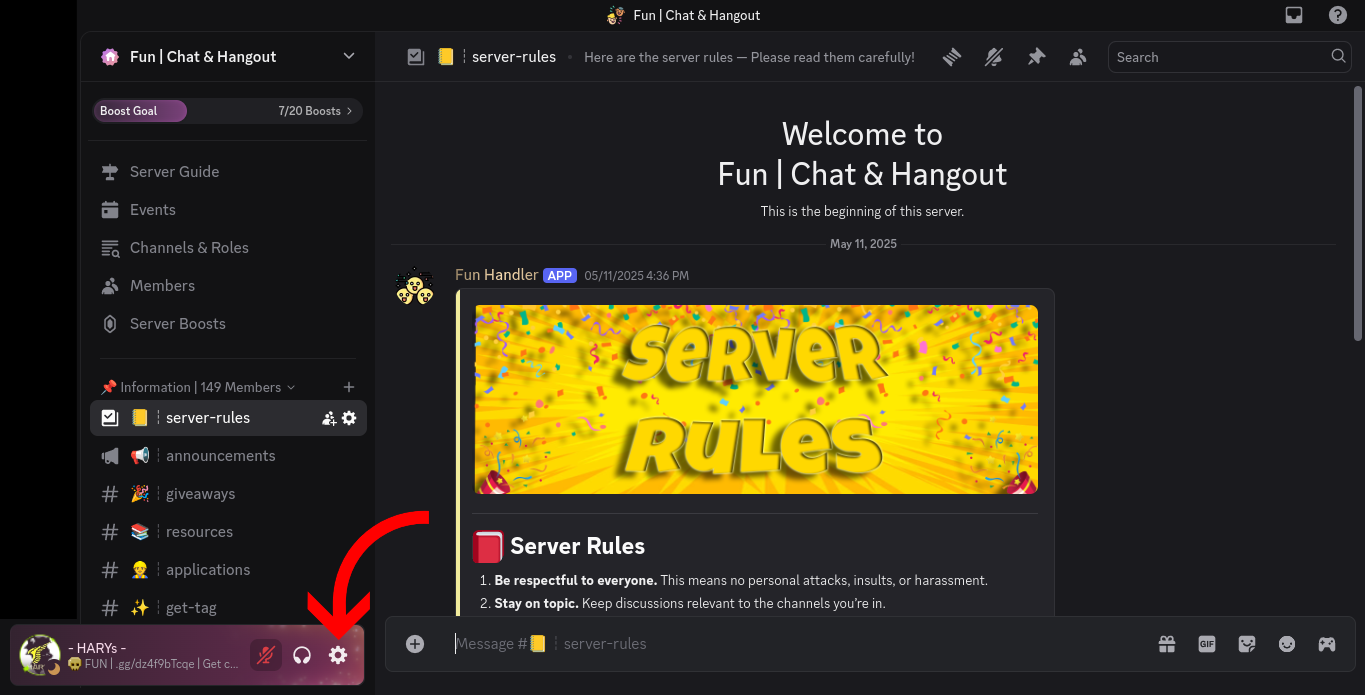 Fun | Chat & Hangout
Fun | Chat & Hangout
Boost Goal
7/20 Boosts
Server Guide
Events
Channels & Roles
Members
Server Boosts
Information | 149 Members
server-rules
announcements
giveaways
resources
applications
get-tag
- HARYs -
FUN | .gg/dz4f9bTcqe | Get c...
server-rules
Here are the server rules — Please read them carefully!
Search
Welcome to
Fun | Chat & Hangout
This is the beginning of this server.
May 11, 2025
Fun Handler APP 05/11/2025 4:36 PM
SERVER
RULES
Server Rules
1. Be respectful to everyone. This means no personal attacks, insults, or harassment.
2. Stay on topic. Keep discussions relevant to the channels you're in.
Message #📒┊server-rules
GIF